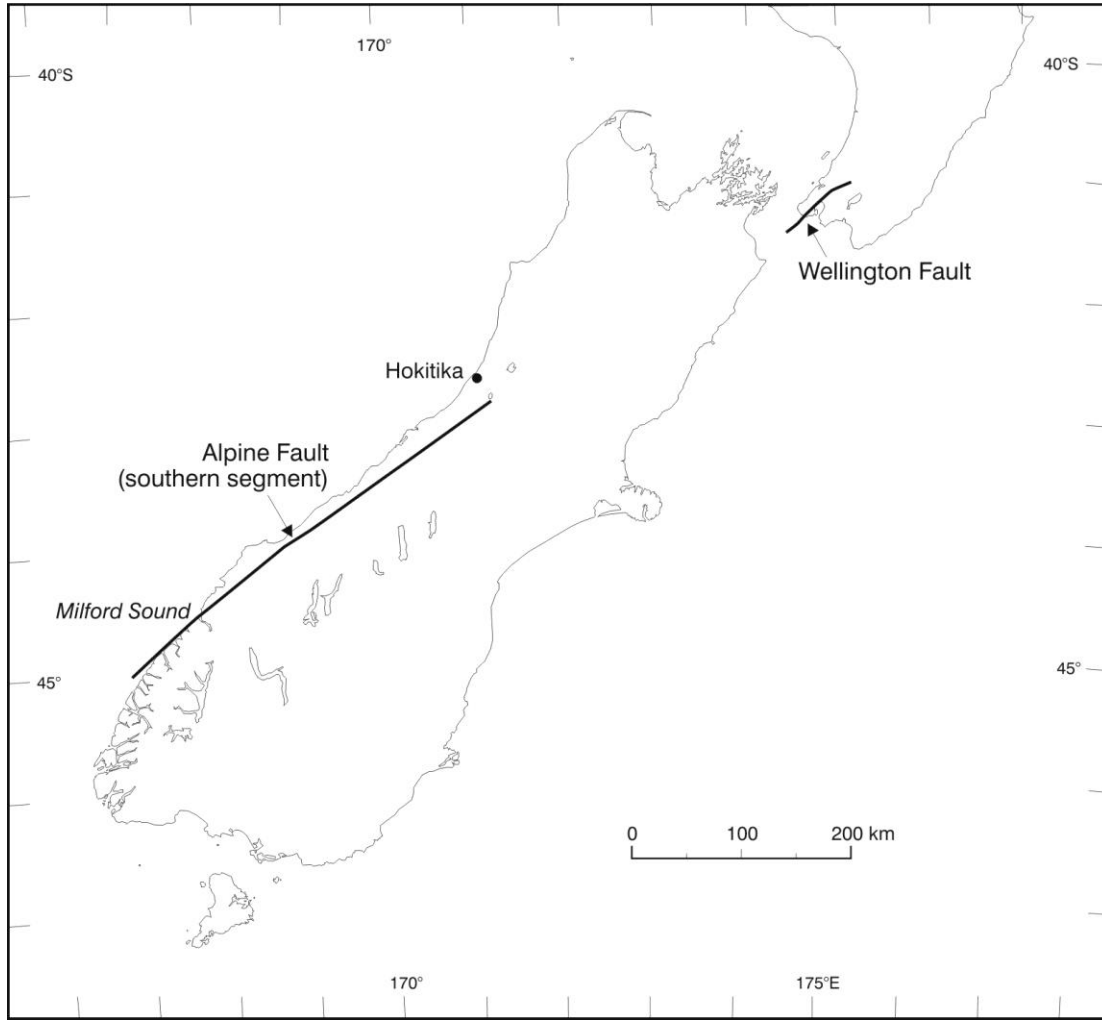 170°
40°S
40°S
Wellington Fault
Hokitika
Alpine Fault
(southern segment)
Milford Sound
45°
45°
0 100 200 km
170°
175°E